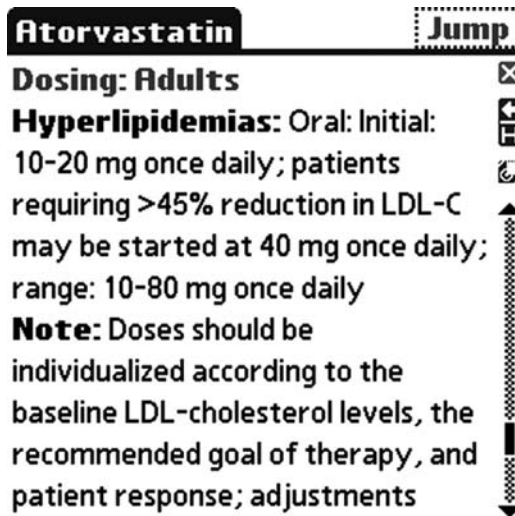 Atorvastatin
Jump
Dosing: Adults
Hyperlipidemias: Oral: Initial:
10-20 mg once daily; patients
requiring >45% reduction in LDL-C
may be started at 40 mg once daily;
range: 10-80 mg once daily
Note: Doses should be
individualized according to the
baseline LDL-cholesterol levels, the
recommended goal of therapy, and
patient response; adjustments